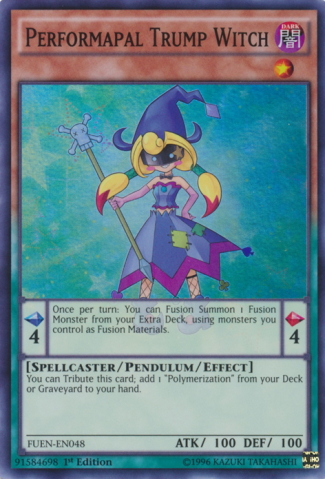 PERFORMAPAL TRUMP WITCH
DARK
闇
Once per turn: You can Fusion Summon 1 Fusion
Monster from your Extra Deck, using monsters you
control as Fusion Materials.
4
4
[SPELLCASTER/PENDULUM/EFFECT]
You can Tribute this card; add 1 "Polymerization" from your Deck
or Graveyard to your hand.
FUEN-EN048
ATK/ 100 DEF/ 100
91584698 1st Edition
©1996 KAZUKI TAKAHASHI